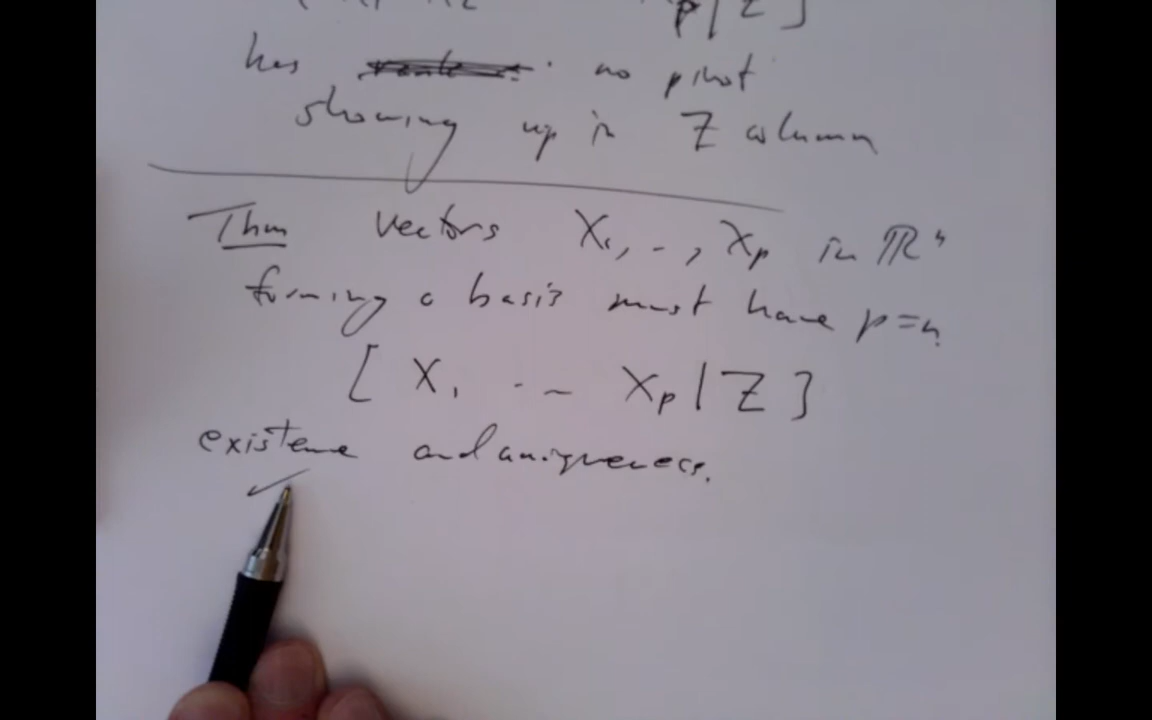 p | Z ]
has no pivot
showing up in Z column
Thm vectors X₁, .., Xₚ in ℝⁿ
forming a basis must have p = n.
[ X₁ ... Xₚ | Z ]
existence and uniqueness.